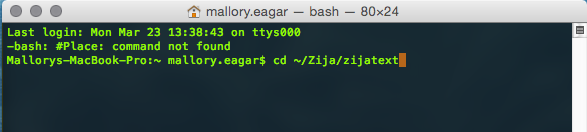 mallory.eagar — bash — 80×24
Last login: Mon Mar 23 13:38:43 on ttys000
-bash: #Place: command not found
Mallorys-MacBook-Pro:~ mallory.eagar$ cd ~/Zija/zijatext